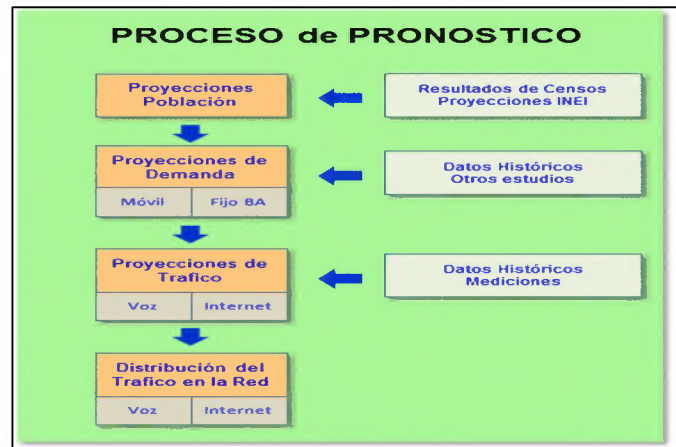 PROCESO de PRONOSTICO
Proyecciones
Población
Resultados de Censos
Proyecciones INEI
Proyecciones de
Demanda
Móvil
Fijo BA
Datos Históricos
Otros estudios
Proyecciones de
Trafico
Voz
Internet
Datos Históricos
Mediciones
Distribución del
Trafico en la Red
Voz
Internet